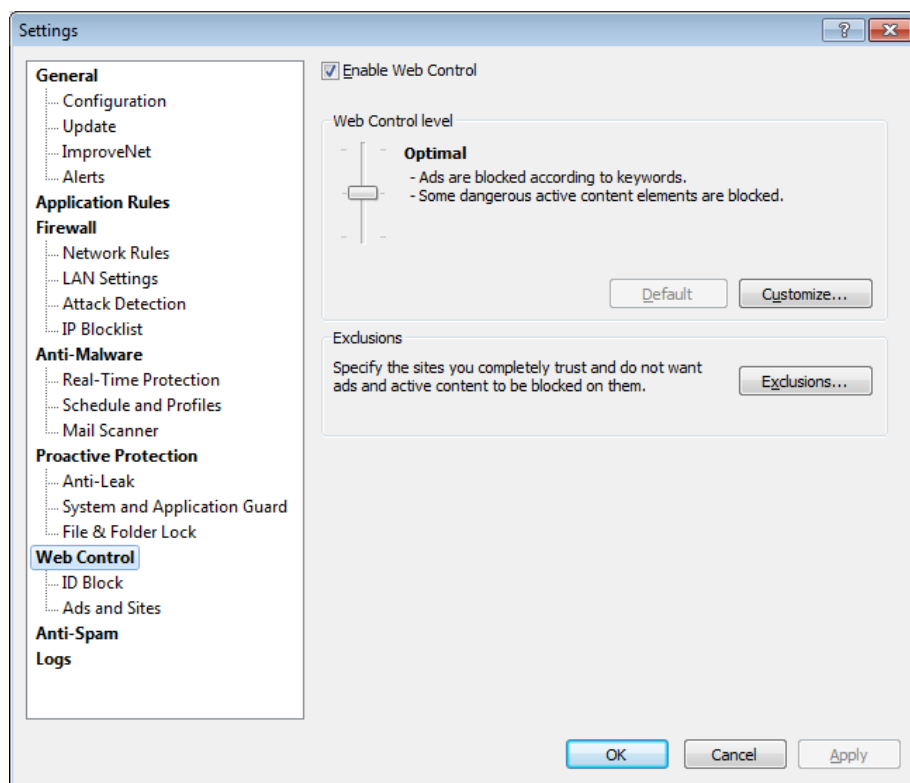 Settings
General
Configuration
Update
ImproveNet
Alerts
Application Rules
Firewall
Network Rules
LAN Settings
Attack Detection
IP Blocklist
Anti-Malware
Real-Time Protection
Schedule and Profiles
Mail Scanner
Proactive Protection
Anti-Leak
System and Application Guard
File & Folder Lock
Web Control
ID Block
Ads and Sites
Anti-Spam
Logs
Enable Web Control
Web Control level
Optimal
- Ads are blocked according to keywords.
- Some dangerous active content elements are blocked.
Default
Customize...
Exclusions
Specify the sites you completely trust and do not want
ads and active content to be blocked on them.
Exclusions...
OK
Cancel
Apply